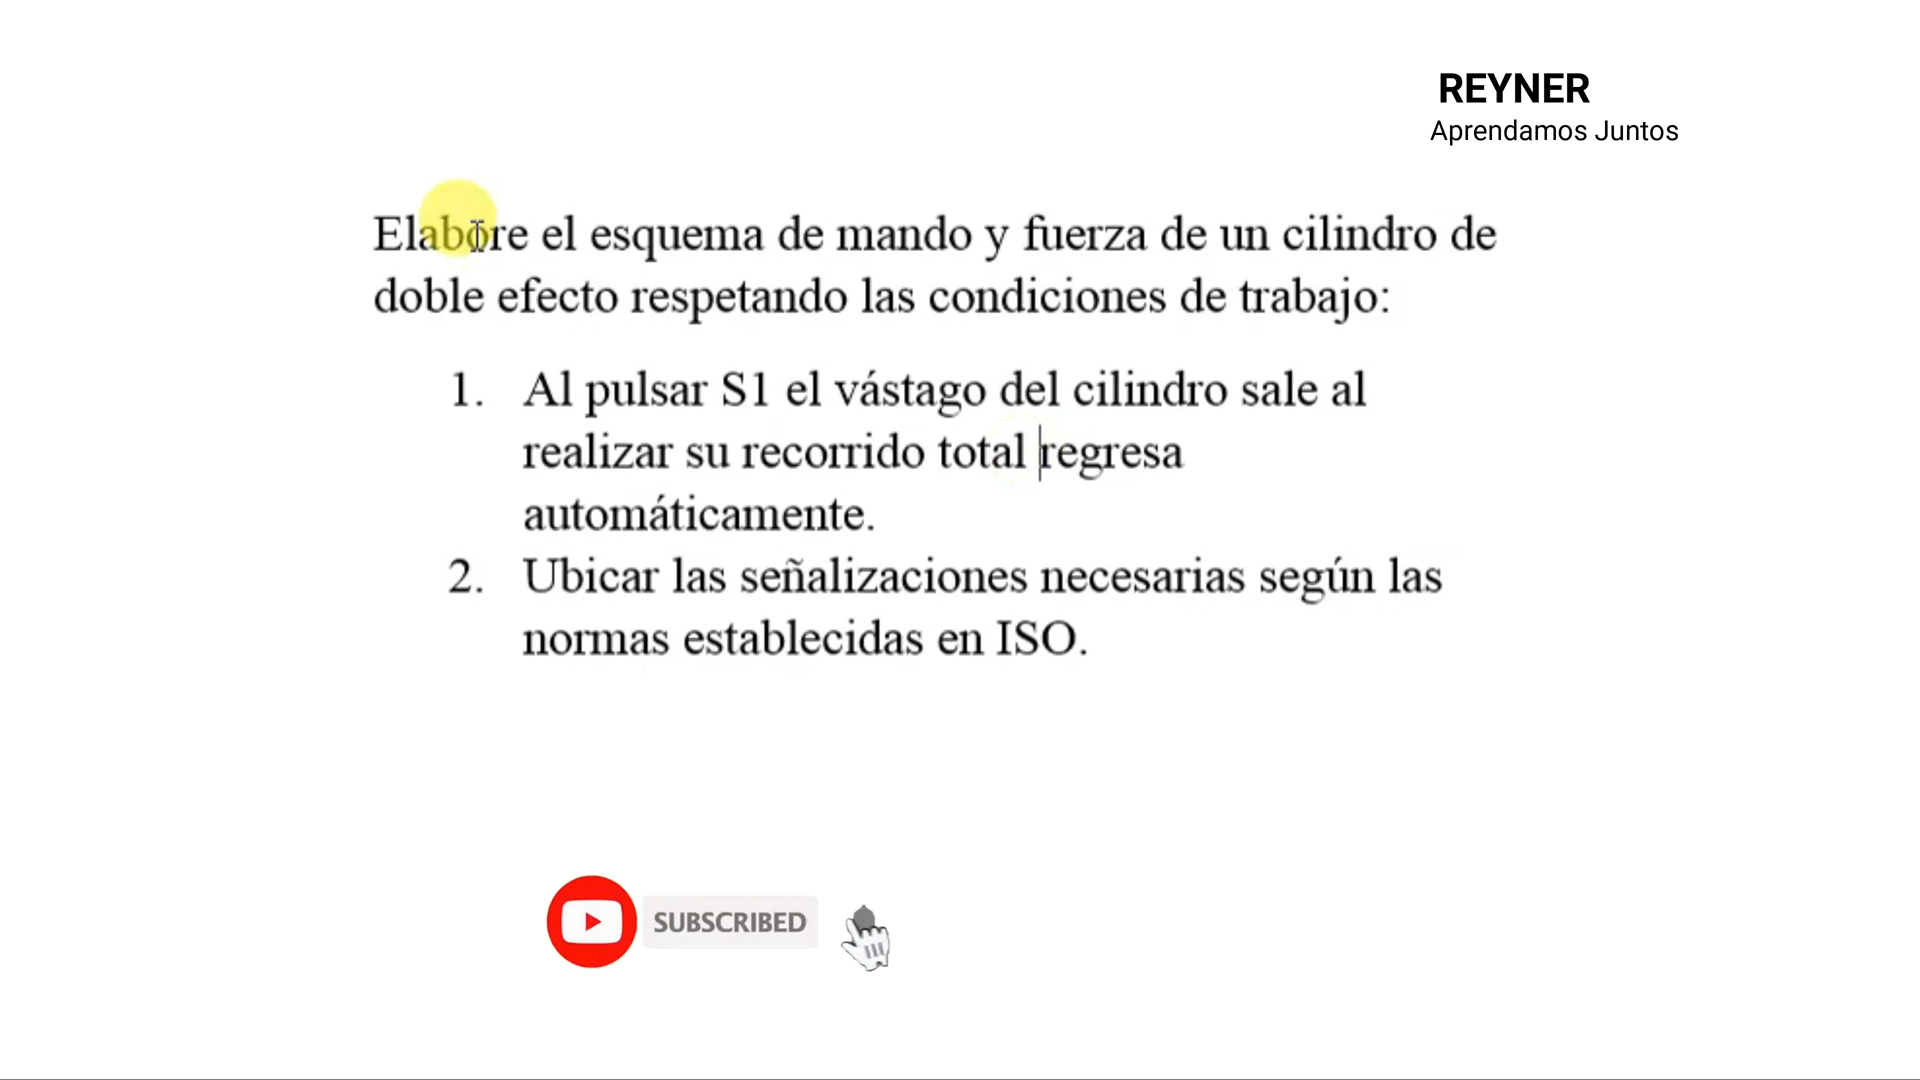 REYNER
Aprendamos Juntos
Elabore el esquema de mando y fuerza de un cilindro de
doble efecto respetando las condiciones de trabajo:
1. Al pulsar S1 el vástago del cilindro sale al
realizar su recorrido total regresa
automáticamente.
2. Ubicar las señalizaciones necesarias según las
normas establecidas en ISO.
SUBSCRIBED